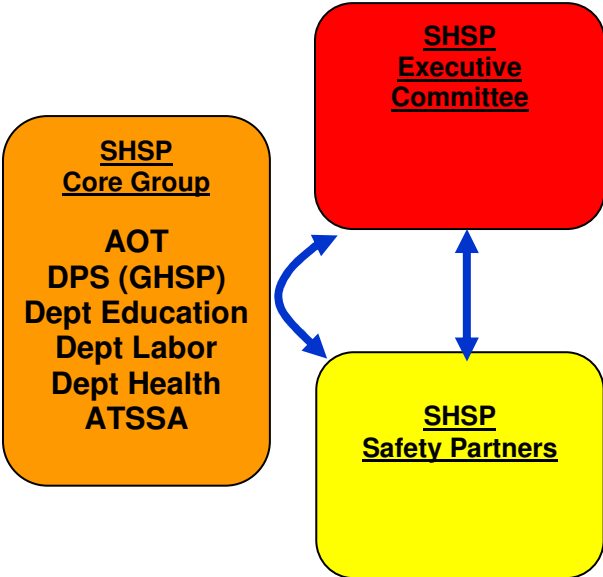 SHSP
Executive
Committee
SHSP
Core Group
AOT
DPS (GHSP)
Dept Education
Dept Labor
Dept Health
ATSSA
SHSP
Safety Partners